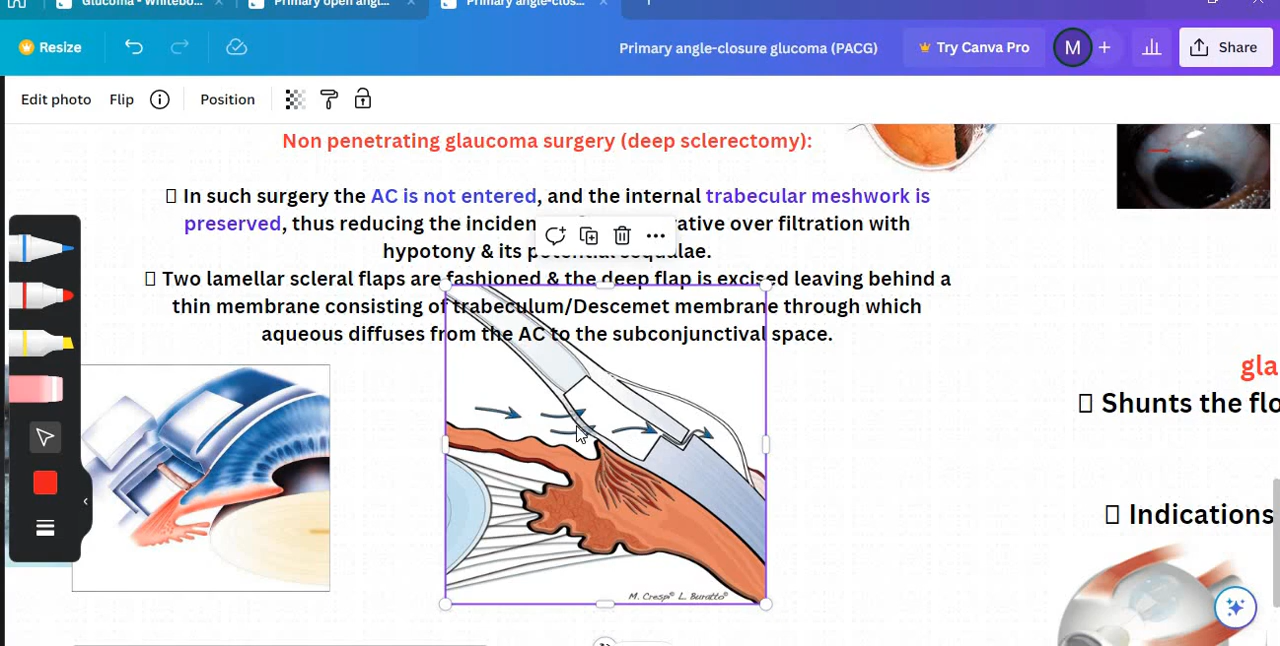 Glucoma - Whitebo...
Primary open angl...
Primary angle-clos...
Resize
Primary angle-closure glucoma (PACG)
Try Canva Pro
M
Share
Edit photo
Flip
Position
Non penetrating glaucoma surgery (deep sclerectomy):
In such surgery the AC is not entered, and the internal trabecular meshwork is
preserved, thus reducing the inciden rative over filtration with
hypotony & its potential sequalae.
Two lamellar scleral flaps are fashioned & the deep flap is excised leaving behind a
thin membrane consisting of trabeculum/Descemet membrane through which
aqueous diffuses from the AC to the subconjunctival space.
gla
Shunts the flo
Indications
M. Crespi© L. Buratto©